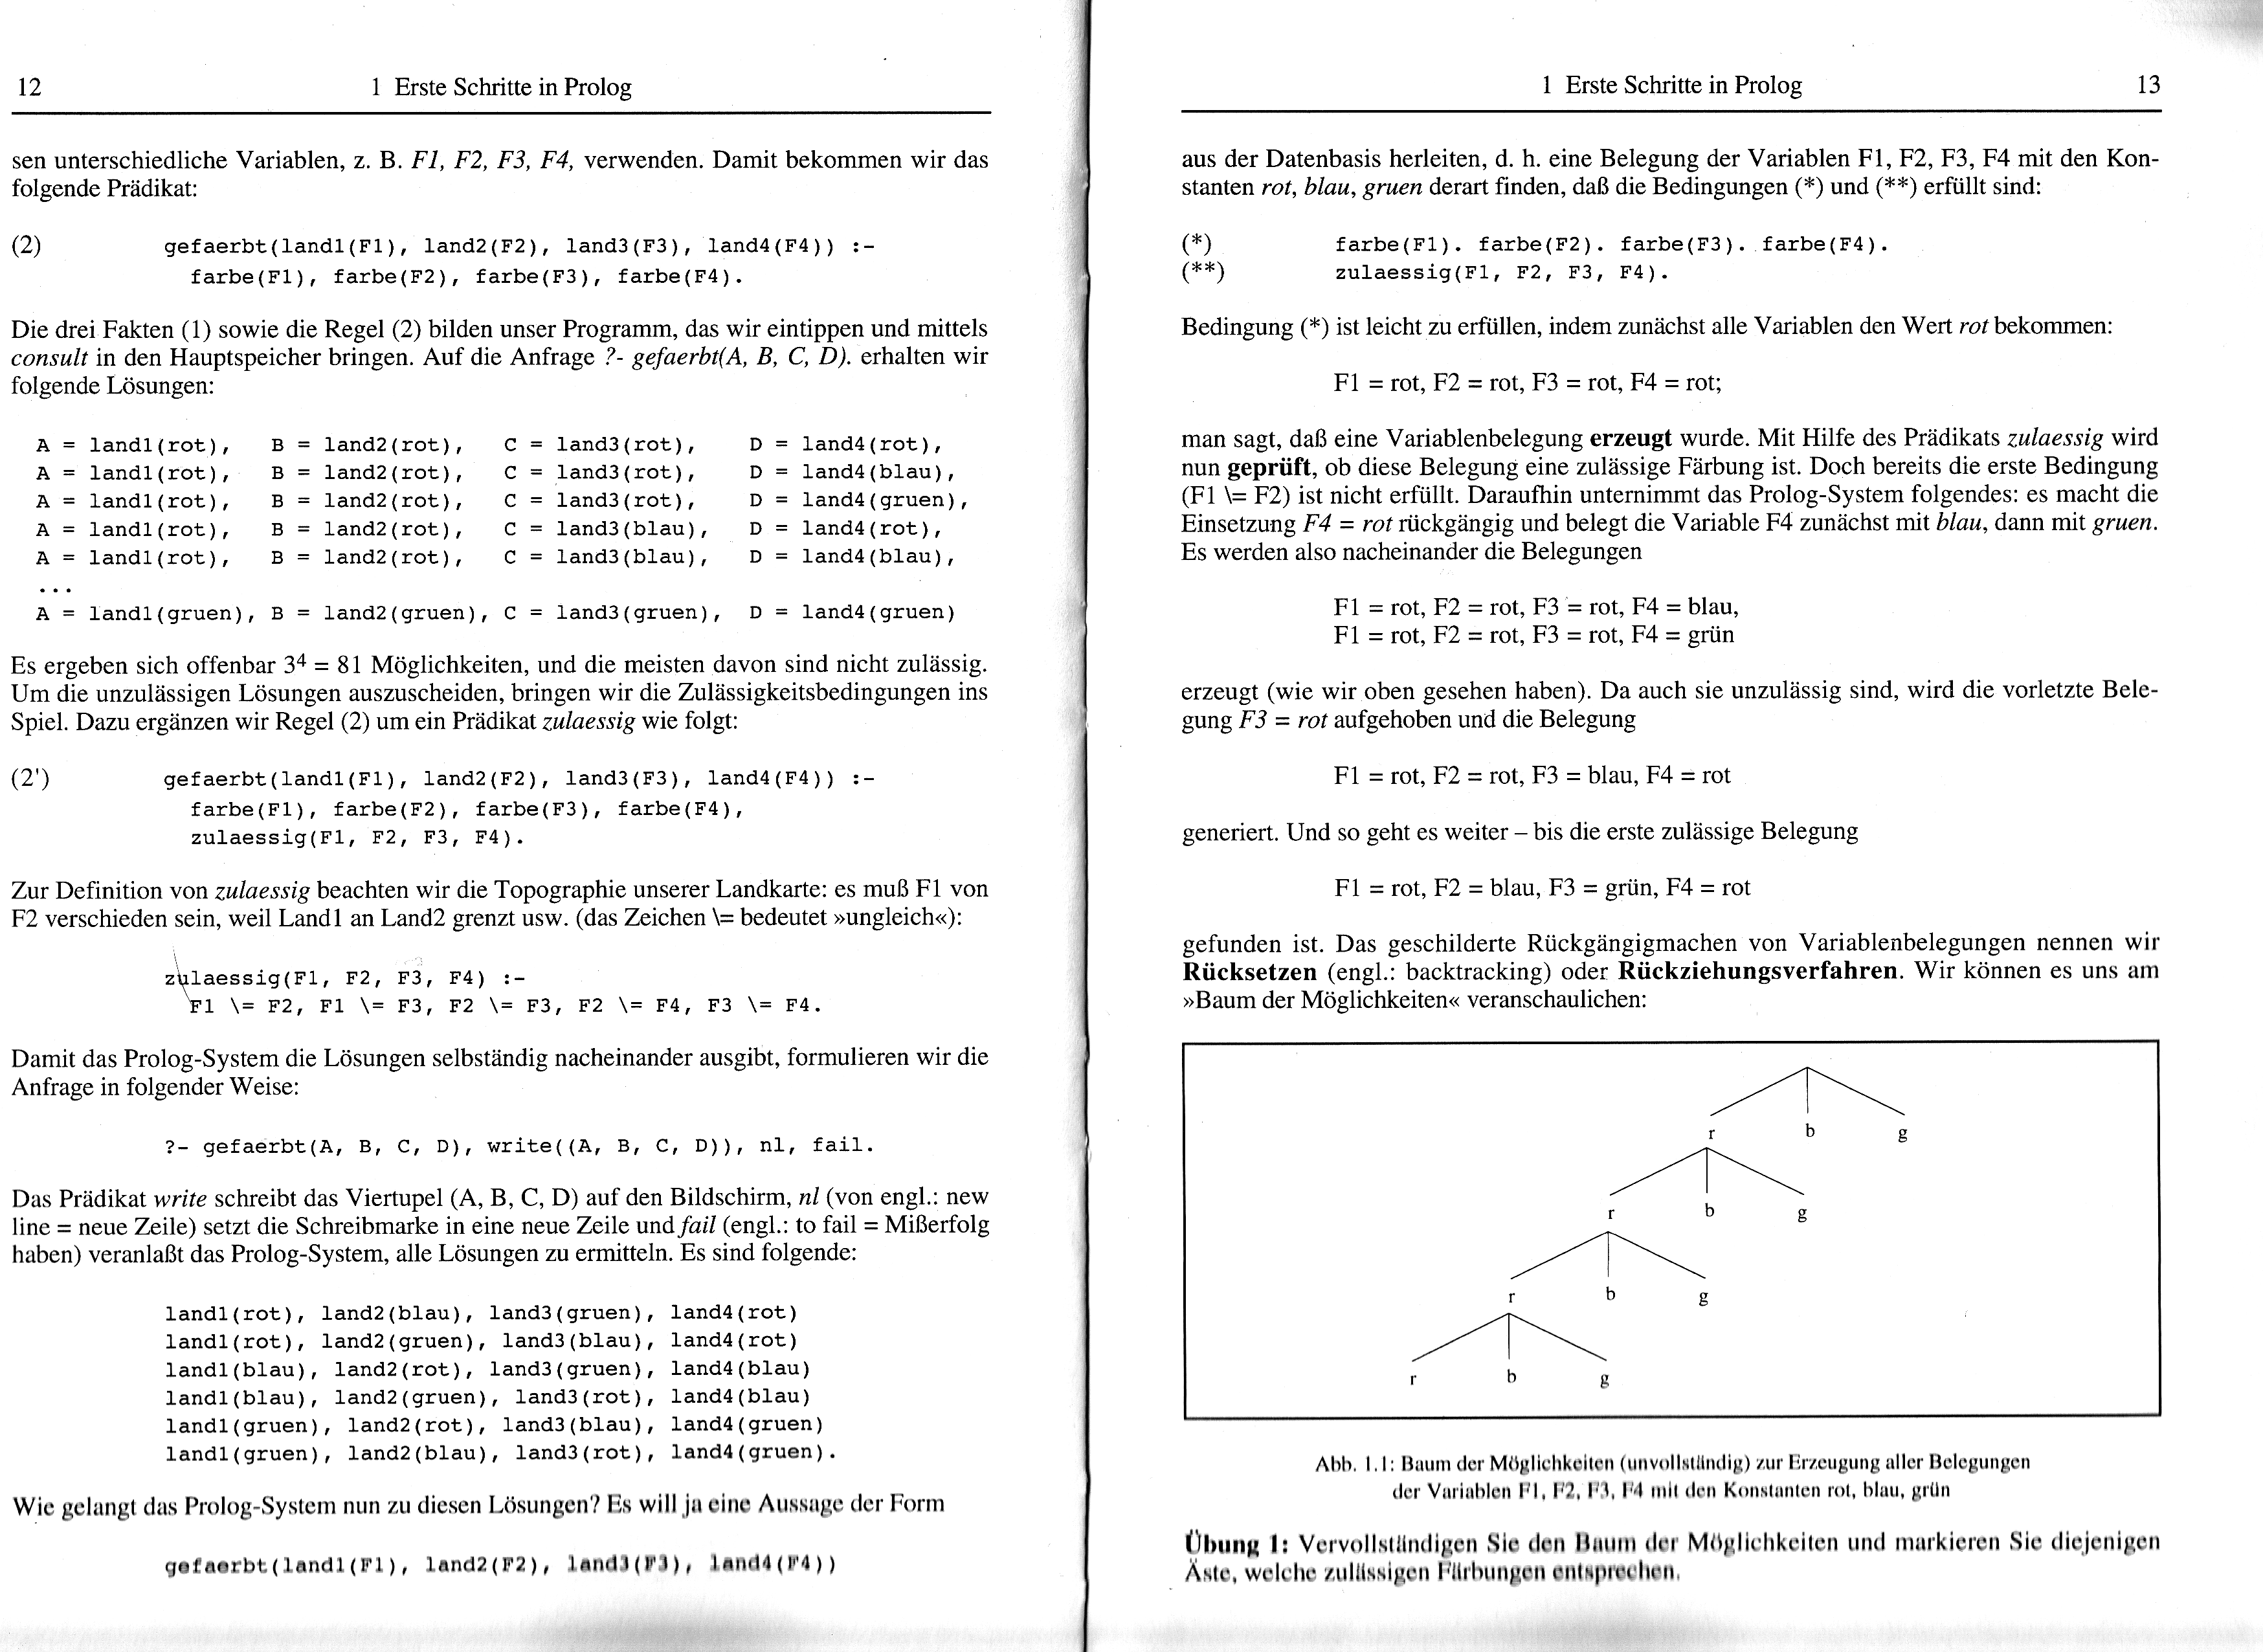 12
1 Erste Schritte in Prolog
sen unterschiedliche Variablen, z. B. F1, F2, F3, F4, verwenden. Damit bekommen wir das
folgende Prädikat:
(2) gefaerbt(land1(F1), land2(F2), land3(F3), land4(F4)) :-
farbe(F1), farbe(F2), farbe(F3), farbe(F4).
Die drei Fakten (1) sowie die Regel (2) bilden unser Programm, das wir eintippen und mittels
consult in den Hauptspeicher bringen. Auf die Anfrage ?- gefaerbt(A, B, C, D). erhalten wir
folgende Lösungen:
A = land1(rot), B = land2(rot), C = land3(rot), D = land4(rot),
A = land1(rot), B = land2(rot), C = land3(rot), D = land4(blau),
A = land1(rot), B = land2(rot), C = land3(rot), D = land4(gruen),
A = land1(rot), B = land2(rot), C = land3(blau), D = land4(rot),
A = land1(rot), B = land2(rot), C = land3(blau), D = land4(blau),
...
A = land1(gruen), B = land2(gruen), C = land3(gruen), D = land4(gruen)
Es ergeben sich offenbar 3⁴ = 81 Möglichkeiten, und die meisten davon sind nicht zulässig.
Um die unzulässigen Lösungen auszuscheiden, bringen wir die Zulässigkeitsbedingungen ins
Spiel. Dazu ergänzen wir Regel (2) um ein Prädikat zulaessig wie folgt:
(2') gefaerbt(land1(F1), land2(F2), land3(F3), land4(F4)) :-
farbe(F1), farbe(F2), farbe(F3), farbe(F4),
zulaessig(F1, F2, F3, F4).
Zur Definition von zulaessig beachten wir die Topographie unserer Landkarte: es muß F1 von
F2 verschieden sein, weil Land1 an Land2 grenzt usw. (das Zeichen \= bedeutet »ungleich«):
zulaessig(F1, F2, F3, F4) :-
F1 \= F2, F1 \= F3, F2 \= F3, F2 \= F4, F3 \= F4.
Damit das Prolog-System die Lösungen selbständig nacheinander ausgibt, formulieren wir die
Anfrage in folgender Weise:
?- gefaerbt(A, B, C, D), write((A, B, C, D)), nl, fail.
Das Prädikat write schreibt das Viertupel (A, B, C, D) auf den Bildschirm, nl (von engl.: new
line = neue Zeile) setzt die Schreibmarke in eine neue Zeile und fail (engl.: to fail = Mißerfolg
haben) veranlaßt das Prolog-System, alle Lösungen zu ermitteln. Es sind folgende:
land1(rot), land2(blau), land3(gruen), land4(rot)
land1(rot), land2(gruen), land3(blau), land4(rot)
land1(blau), land2(rot), land3(gruen), land4(blau)
land1(blau), land2(gruen), land3(rot), land4(blau)
land1(gruen), land2(rot), land3(blau), land4(gruen)
land1(gruen), land2(blau), land3(rot), land4(gruen).
Wie gelangt das Prolog-System nun zu diesen Lösungen? Es will ja eine Aussage der Form
gefaerbt(land1(F1), land2(F2), land3(F3), land4(F4))
1 Erste Schritte in Prolog
13
aus der Datenbasis herleiten, d. h. eine Belegung der Variablen F1, F2, F3, F4 mit den Kon-
stanten rot, blau, gruen derart finden, daß die Bedingungen (*) und (**) erfüllt sind:
(*) farbe(F1). farbe(F2). farbe(F3). farbe(F4).
(**) zulaessig(F1, F2, F3, F4).
Bedingung (*) ist leicht zu erfüllen, indem zunächst alle Variablen den Wert rot bekommen:
F1 = rot, F2 = rot, F3 = rot, F4 = rot;
man sagt, daß eine Variablenbelegung erzeugt wurde. Mit Hilfe des Prädikats zulaessig wird
nun geprüft, ob diese Belegung eine zulässige Färbung ist. Doch bereits die erste Bedingung
(F1 \= F2) ist nicht erfüllt. Daraufhin unternimmt das Prolog-System folgendes: es macht die
Einsetzung F4 = rot rückgängig und belegt die Variable F4 zunächst mit blau, dann mit gruen.
Es werden also nacheinander die Belegungen
F1 = rot, F2 = rot, F3 = rot, F4 = blau,
F1 = rot, F2 = rot, F3 = rot, F4 = grün
erzeugt (wie wir oben gesehen haben). Da auch sie unzulässig sind, wird die vorletzte Bele-
gung F3 = rot aufgehoben und die Belegung
F1 = rot, F2 = rot, F3 = blau, F4 = rot
generiert. Und so geht es weiter – bis die erste zulässige Belegung
F1 = rot, F2 = blau, F3 = grün, F4 = rot
gefunden ist. Das geschilderte Rückgängigmachen von Variablenbelegungen nennen wir
Rücksetzen (engl.: backtracking) oder Rückziehungsverfahren. Wir können es uns am
»Baum der Möglichkeiten« veranschaulichen:
r b g
r b g
r b g
r b g
Abb. 1.1: Baum der Möglichkeiten (unvollständig) zur Erzeugung aller Belegungen
der Variablen F1, F2, F3, F4 mit den Konstanten rot, blau, grün
Übung 1: Vervollständigen Sie den Baum der Möglichkeiten und markieren Sie diejenigen
Äste, welche zulässigen Färbungen entsprechen.